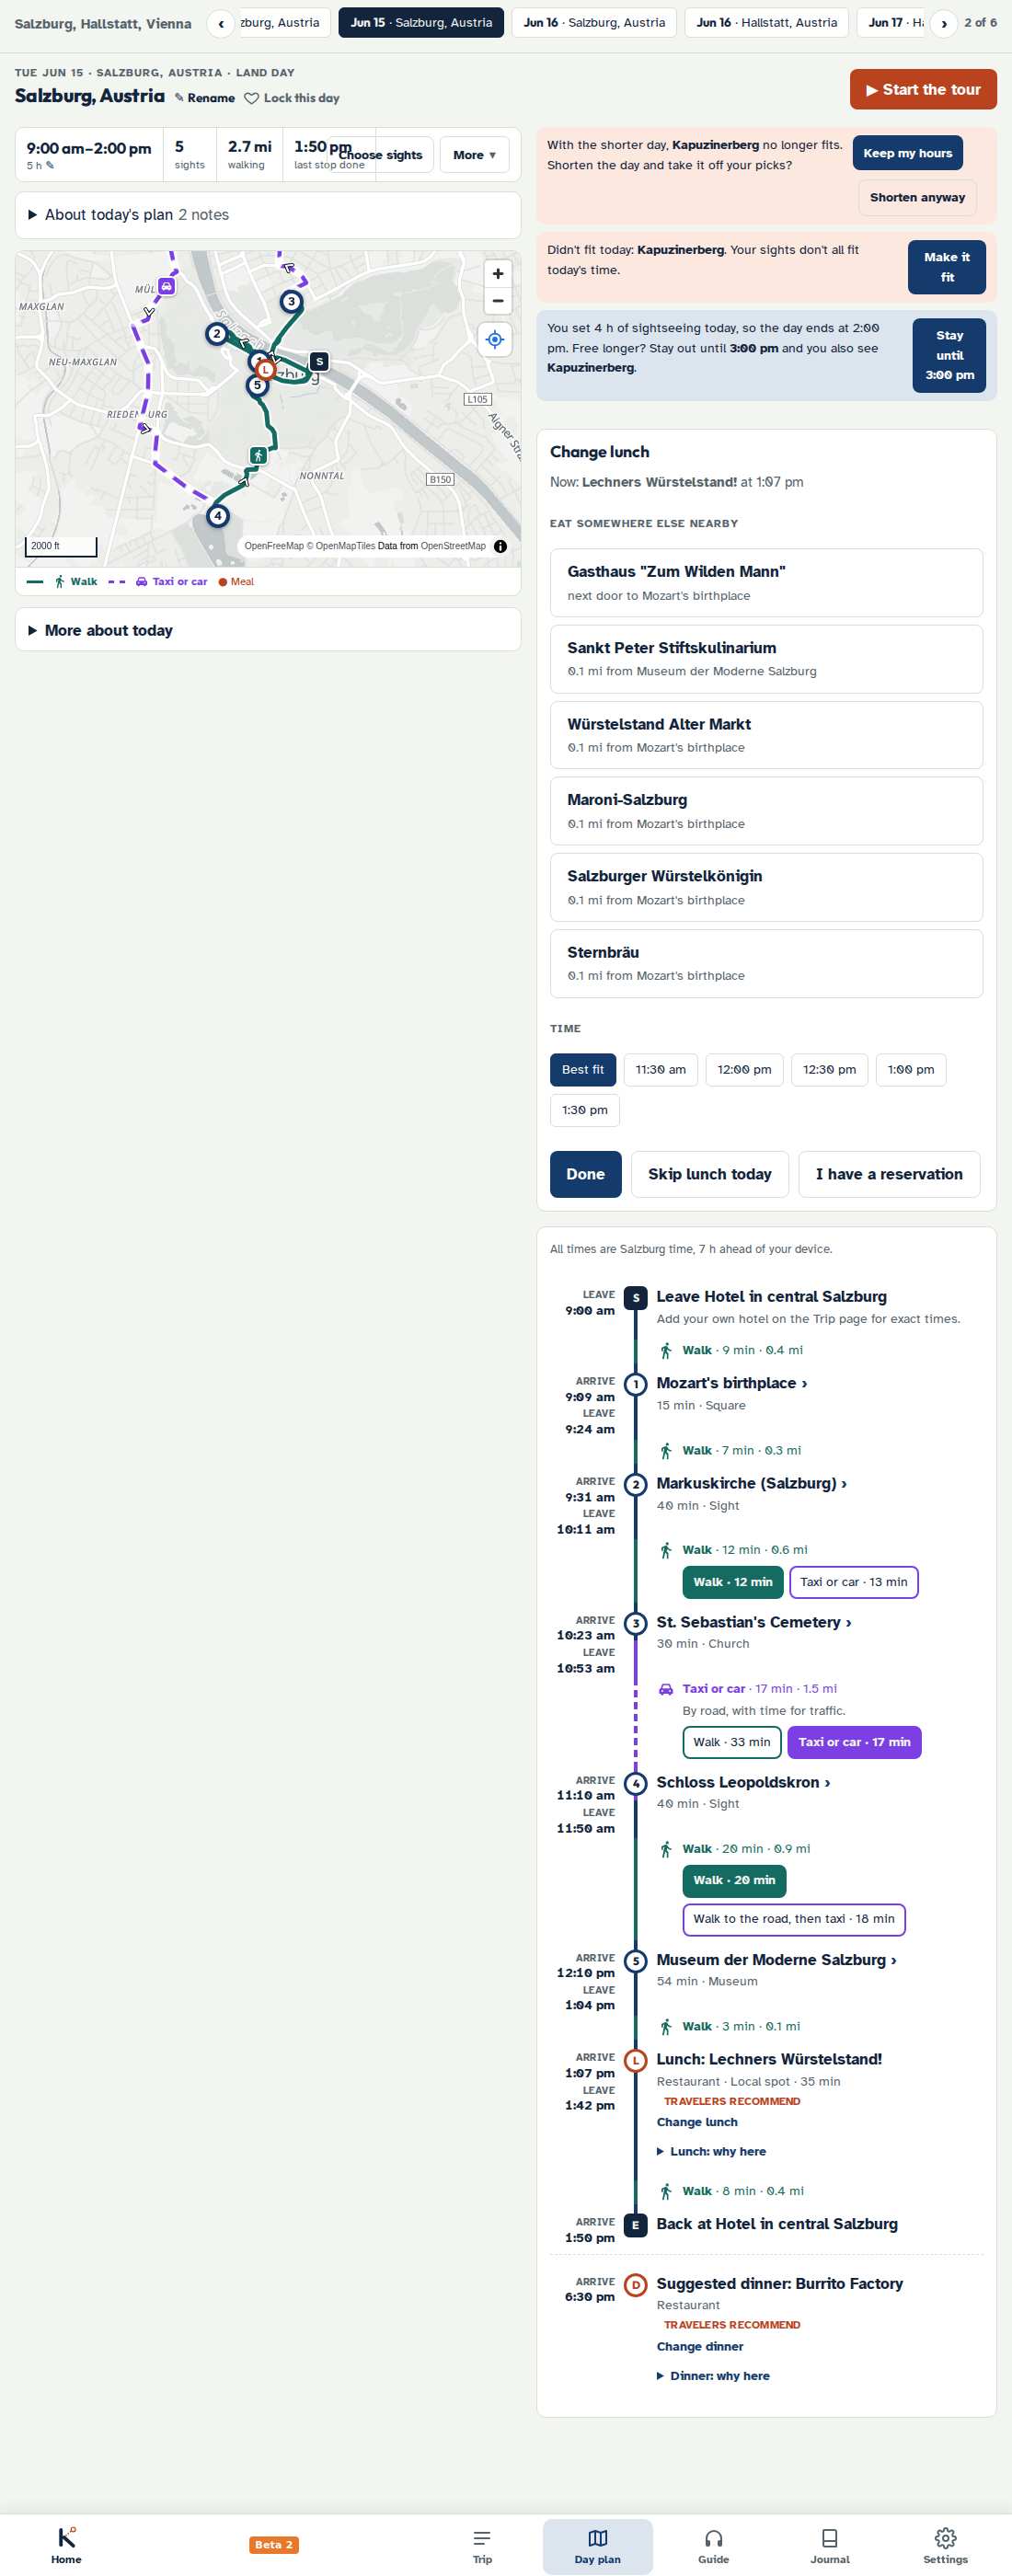 Salzburg, Hallstatt, Vienna
‹
zburg, Austria
Jun 15 · Salzburg, Austria
Jun 16 · Salzburg, Austria
Jun 16 · Hallstatt, Austria
Jun 17 · Ha
›
2 of 6
TUE JUN 15 · SALZBURG, AUSTRIA · LAND DAY
Salzburg, Austria ✎ Rename Lock this day
▶ Start the tour
9:00 am–2:00 pm
5 h ✎
5
sights
2.7 mi
walking
1:50 pm
last stop done
Choose sights
More ▼
▶ About today's plan 2 notes
MAXGLAN
NEU-MAXGLAN
NONNTAL
L105
B150
+
−
1
2
3
4
5
L
S
2000 ft
OpenFreeMap © OpenMapTiles Data from OpenStreetMap
Walk
Taxi or car
Meal
▶ More about today
With the shorter day, Kapuzinerberg no longer fits.
Shorten the day and take it off your picks?
Keep my hours
Shorten anyway
Didn't fit today: Kapuzinerberg. Your sights don't all fit
today's time.
Make it
fit
You set 4 h of sightseeing today, so the day ends at 2:00
pm. Free longer? Stay out until 3:00 pm and you also see
Kapuzinerberg.
Stay
until
3:00 pm
Change lunch
Now: Lechners Würstelstand! at 1:07 pm
EAT SOMEWHERE ELSE NEARBY
Gasthaus "Zum Wilden Mann"
next door to Mozart's birthplace
Sankt Peter Stiftskulinarium
0.1 mi from Museum der Moderne Salzburg
Würstelstand Alter Markt
0.1 mi from Mozart's birthplace
Maroni-Salzburg
0.1 mi from Mozart's birthplace
Salzburger Würstelkönigin
0.1 mi from Mozart's birthplace
Sternbräu
0.1 mi from Mozart's birthplace
TIME
Best fit
11:30 am
12:00 pm
12:30 pm
1:00 pm
1:30 pm
Done
Skip lunch today
I have a reservation
All times are Salzburg time, 7 h ahead of your device.
LEAVE
9:00 am
S
Leave Hotel in central Salzburg
Add your own hotel on the Trip page for exact times.
Walk · 9 min · 0.4 mi
ARRIVE
9:09 am
LEAVE
9:24 am
1
Mozart's birthplace ›
15 min · Square
Walk · 7 min · 0.3 mi
ARRIVE
9:31 am
LEAVE
10:11 am
2
Markuskirche (Salzburg) ›
40 min · Sight
Walk · 12 min · 0.6 mi
Walk · 12 min
Taxi or car · 13 min
ARRIVE
10:23 am
LEAVE
10:53 am
3
St. Sebastian's Cemetery ›
30 min · Church
Taxi or car · 17 min · 1.5 mi
By road, with time for traffic.
Walk · 33 min
Taxi or car · 17 min
ARRIVE
11:10 am
LEAVE
11:50 am
4
Schloss Leopoldskron ›
40 min · Sight
Walk · 20 min · 0.9 mi
Walk · 20 min
Walk to the road, then taxi · 18 min
ARRIVE
12:10 pm
LEAVE
1:04 pm
5
Museum der Moderne Salzburg ›
54 min · Museum
Walk · 3 min · 0.1 mi
ARRIVE
1:07 pm
LEAVE
1:42 pm
L
Lunch: Lechners Würstelstand!
Restaurant · Local spot · 35 min
TRAVELERS RECOMMEND
Change lunch
▶ Lunch: why here
Walk · 8 min · 0.4 mi
ARRIVE
1:50 pm
E
Back at Hotel in central Salzburg
ARRIVE
6:30 pm
D
Suggested dinner: Burrito Factory
Restaurant
TRAVELERS RECOMMEND
Change dinner
▶ Dinner: why here
Home
Beta 2
Trip
Day plan
Guide
Journal
Settings